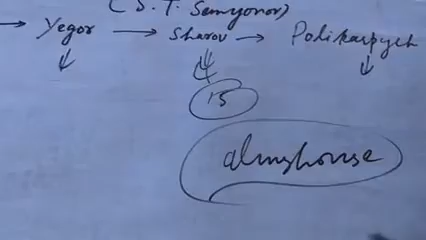 (S. T. Semyonov)
→ Yegor → Sharov → Polikarpych
15
almshouse